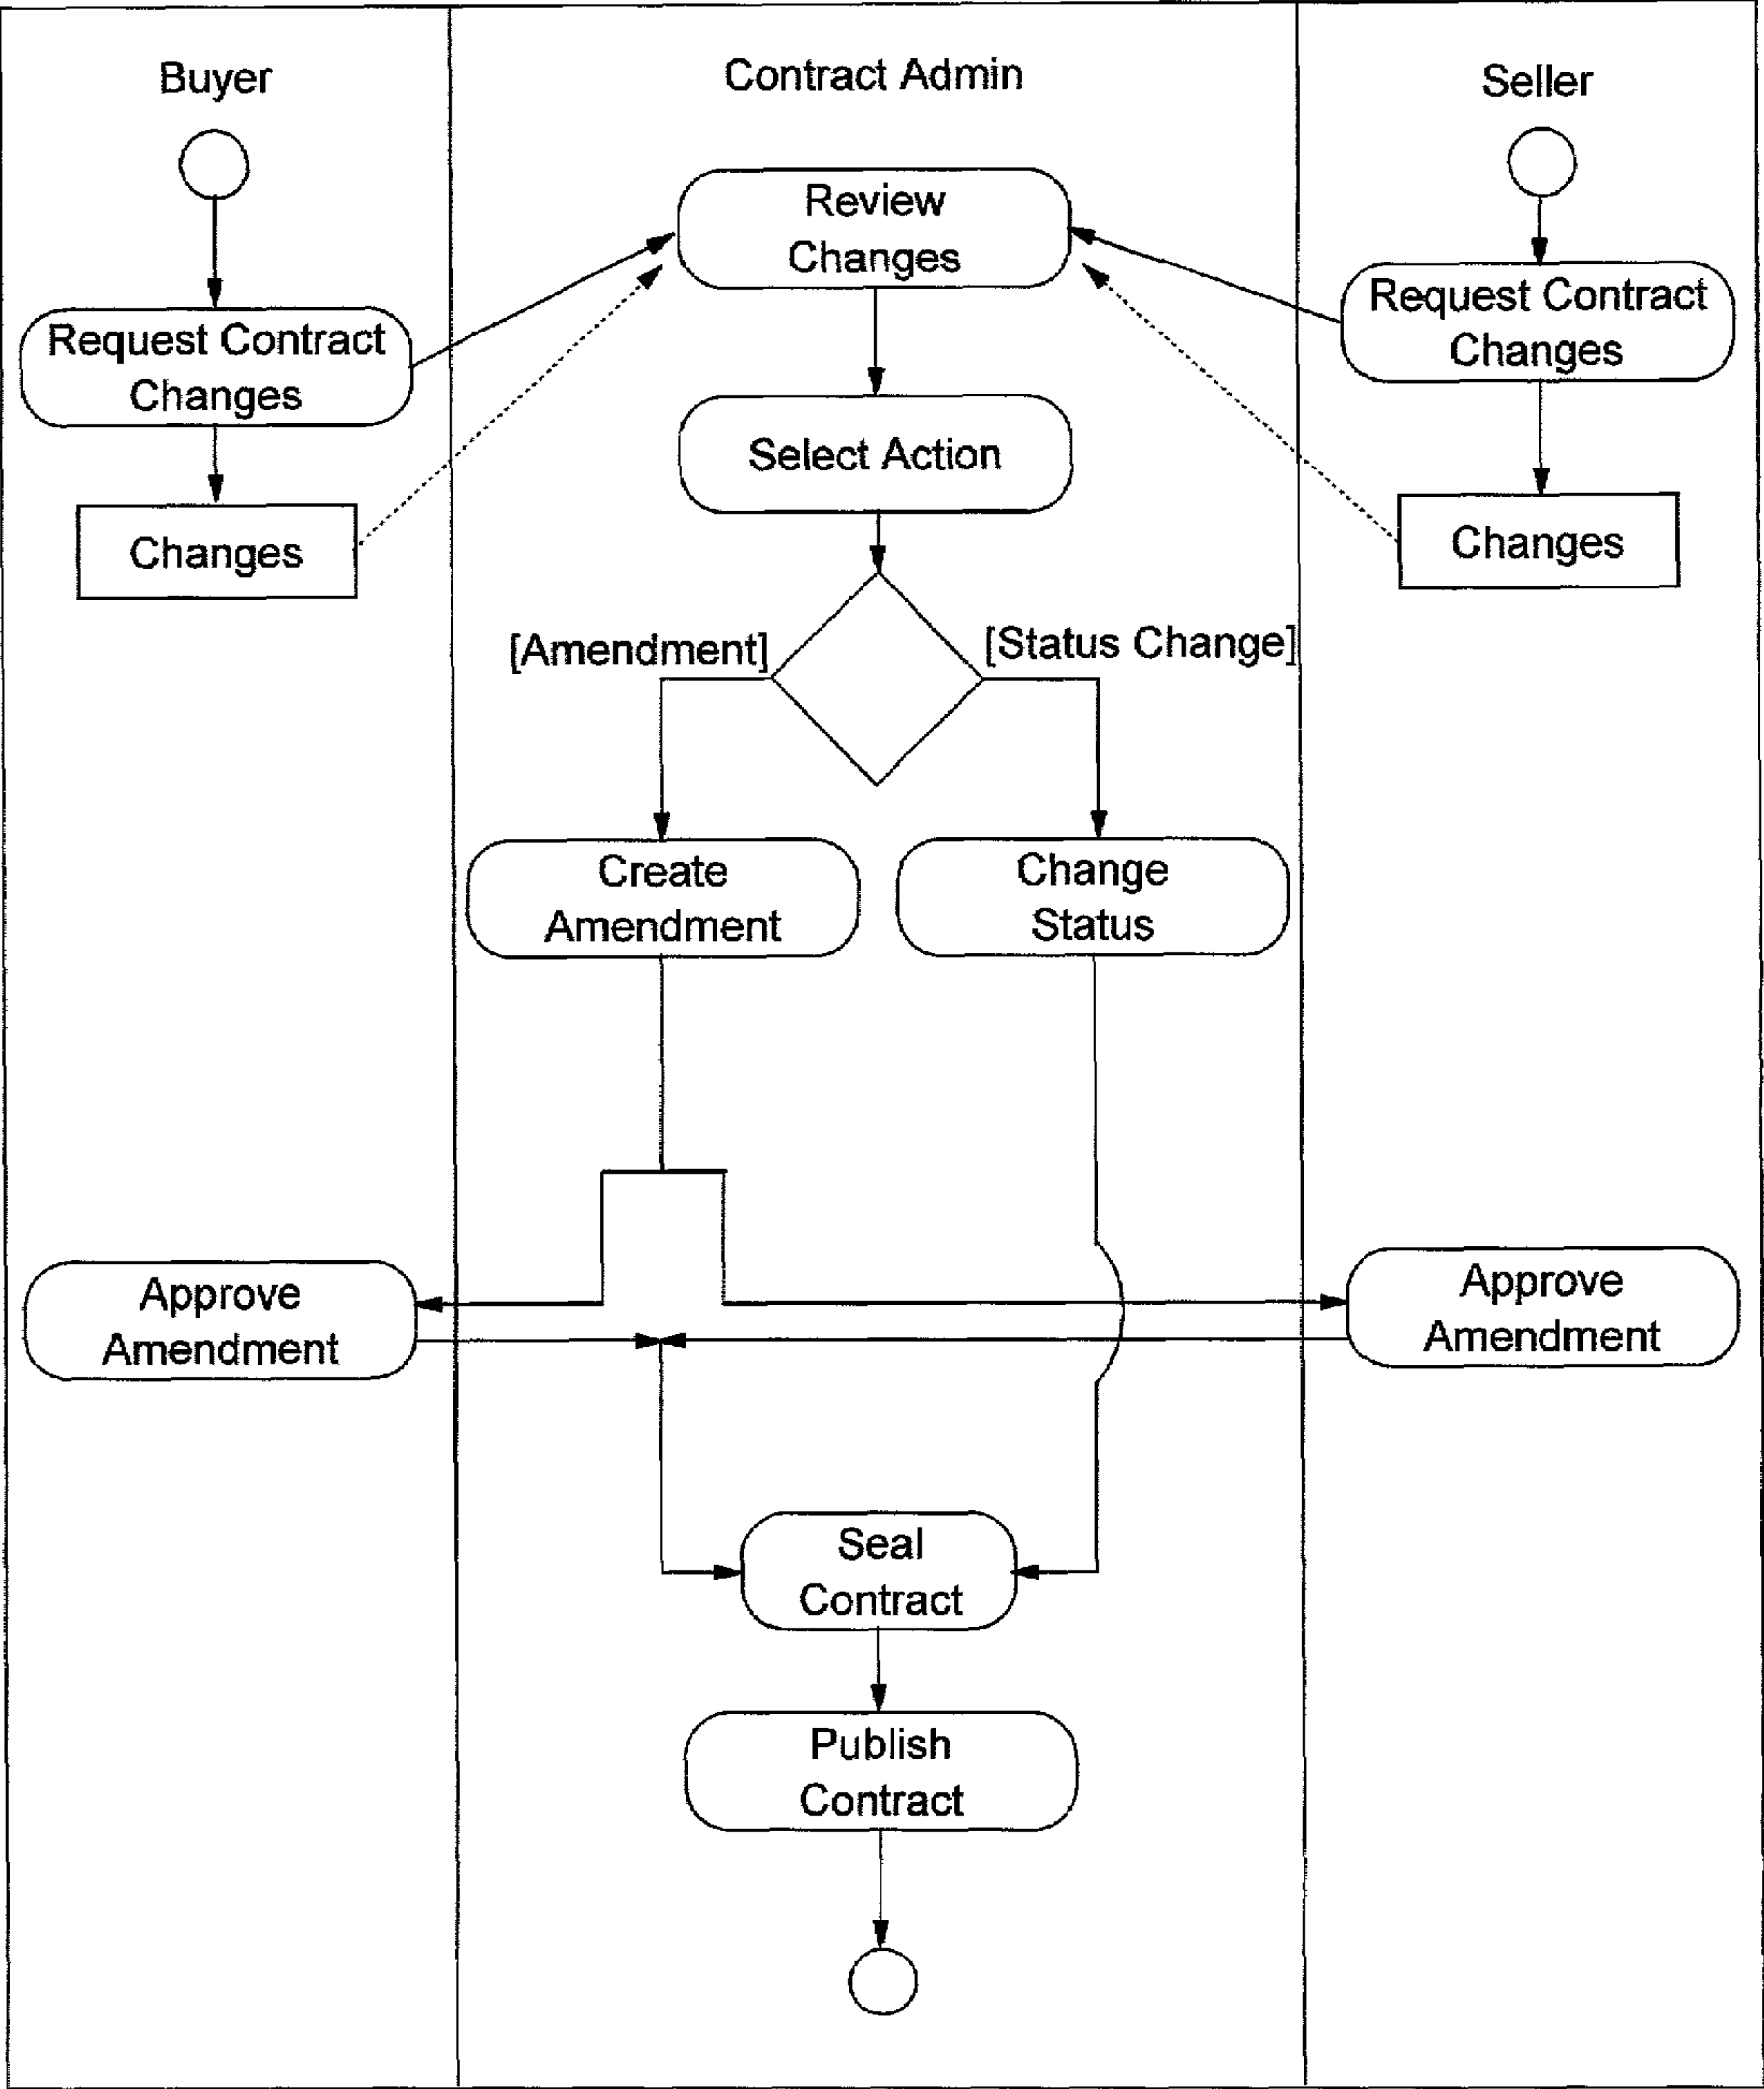 Buyer
Contract Admin
Seller
Review
Changes
Request Contract
Changes
Request Contract
Changes
Select Action
Changes
Changes
[Amendment]
[Status Change]
Create
Amendment
Change
Status
Approve
Amendment
Approve
Amendment
Seal
Contract
Publish
Contract